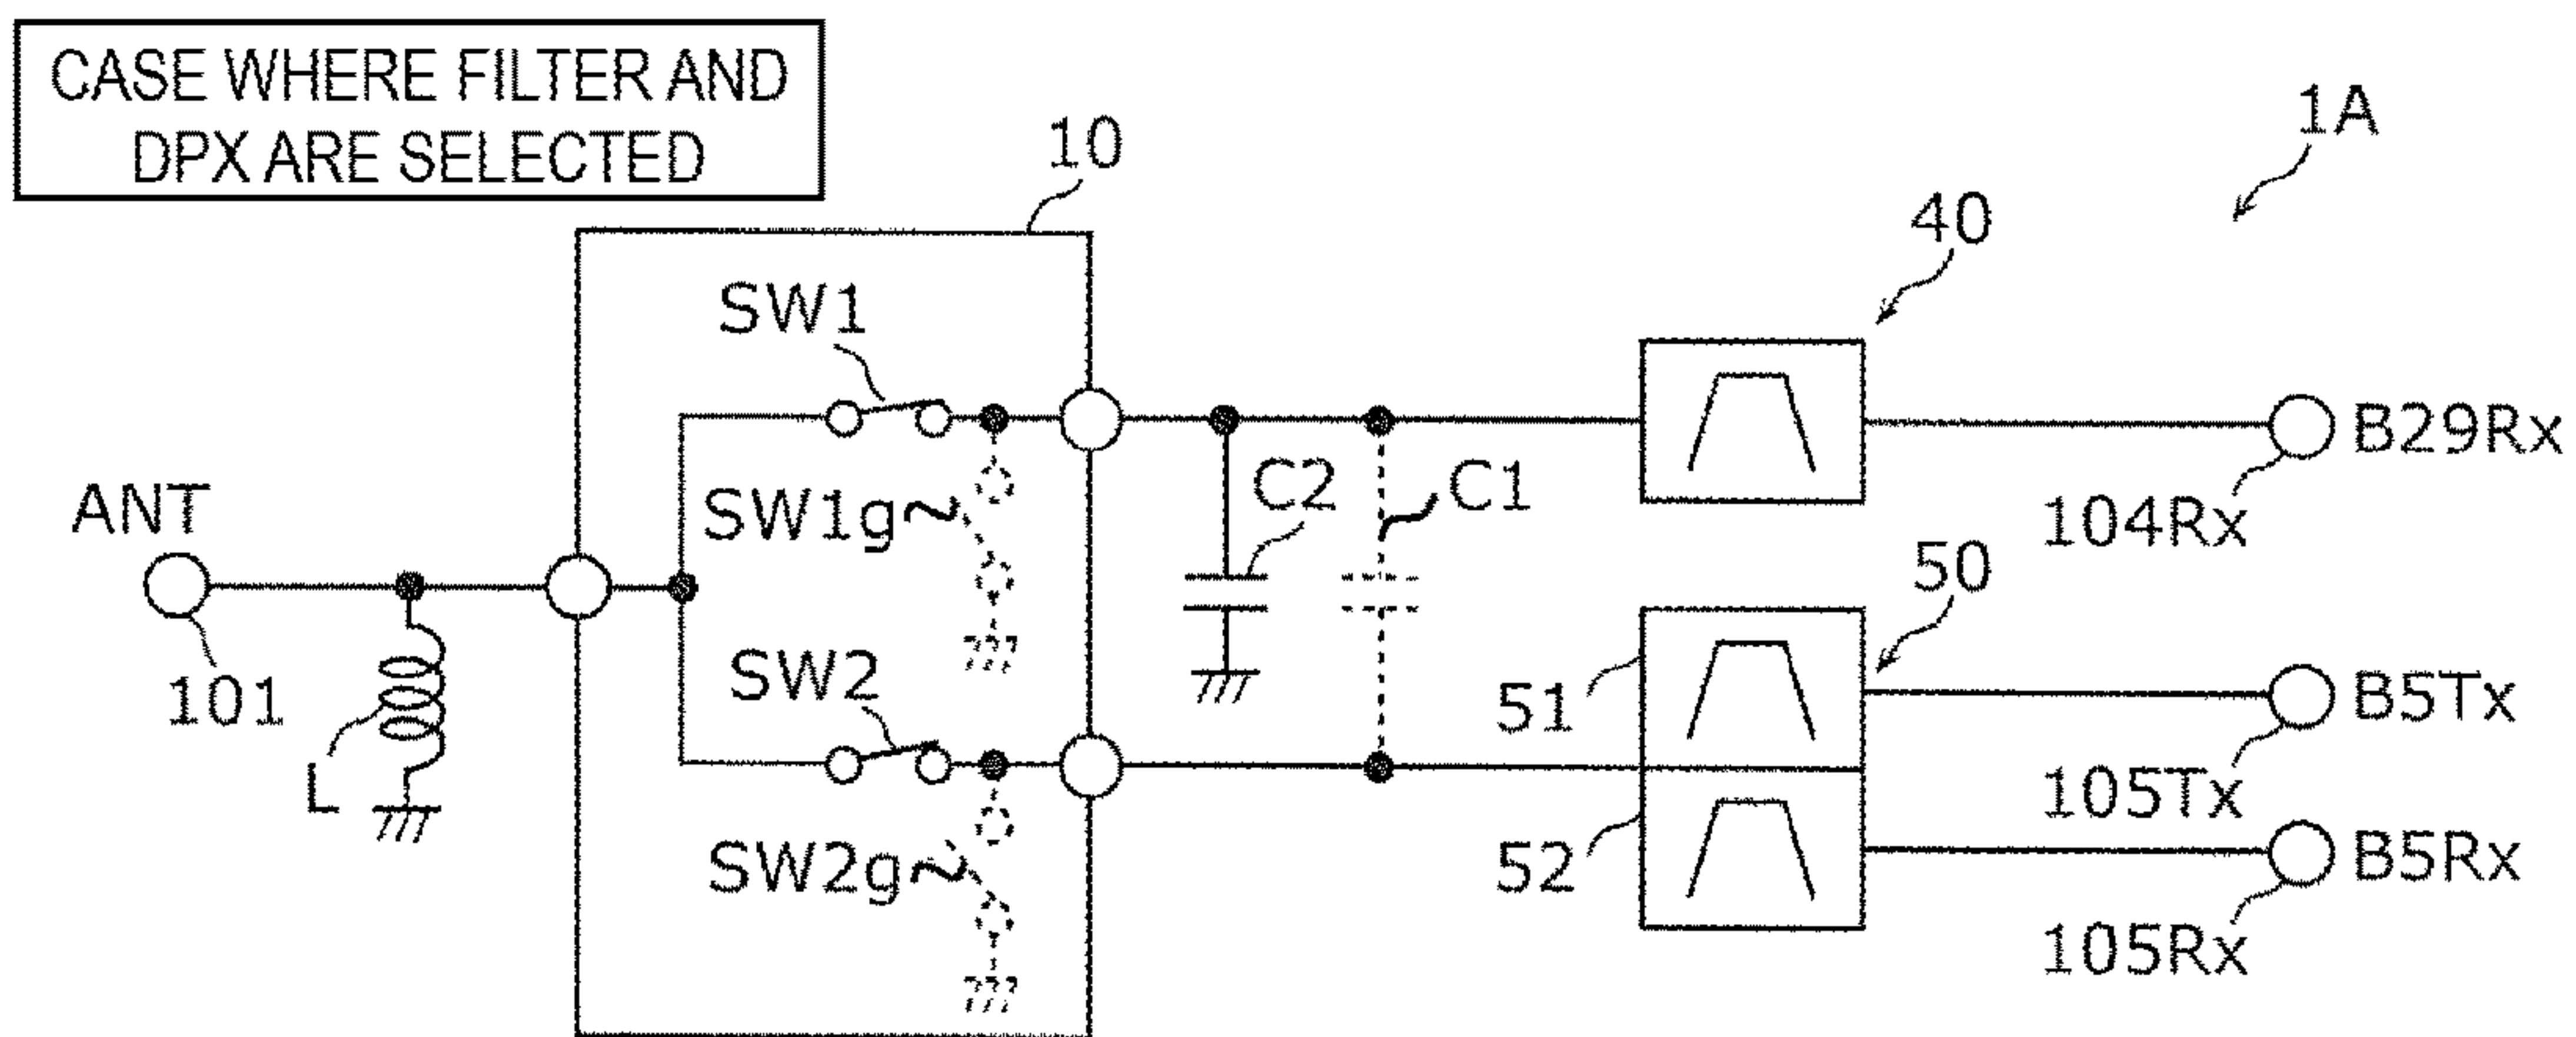 CASE WHERE FILTER AND
DPX ARE SELECTED
10
1A
40
SW1
ANT
SW1g
C2
C1
B29Rx
104Rx
50
101
L
SW2
51
B5Tx
105Tx
SW2g
52
B5Rx
105Rx